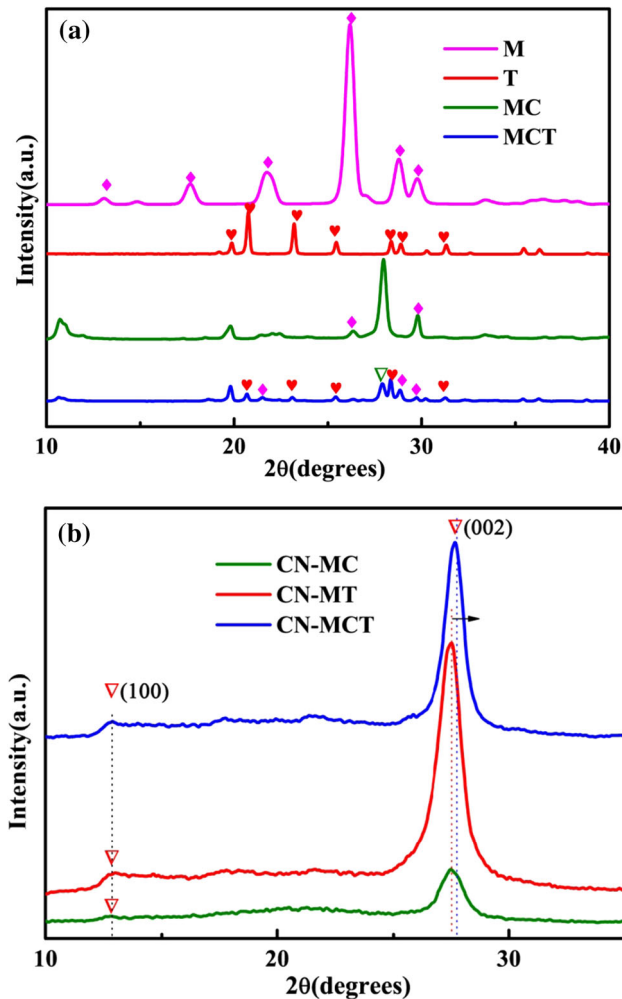 (a)
M
T
MC
MCT
Intensity(a.u.)
10 20 30 40
2θ(degrees)
(b)
(002)
CN-MC
CN-MT
CN-MCT
(100)
Intensity(a.u.)
10 20 30
2θ(degrees)